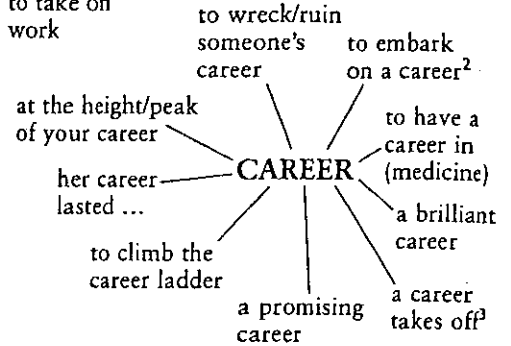 to take on
work
to wreck/ruin
someone's
career
to embark
on a career²
at the height/peak
of your career
to have a
career in
(medicine)
CAREER
her career
lasted ...
a brilliant
career
to climb the
career ladder
a promising
career
a career
takes off³